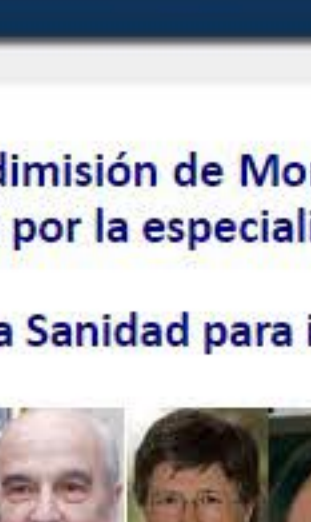 dimisión de Mo
por la especiali
a Sanidad para i